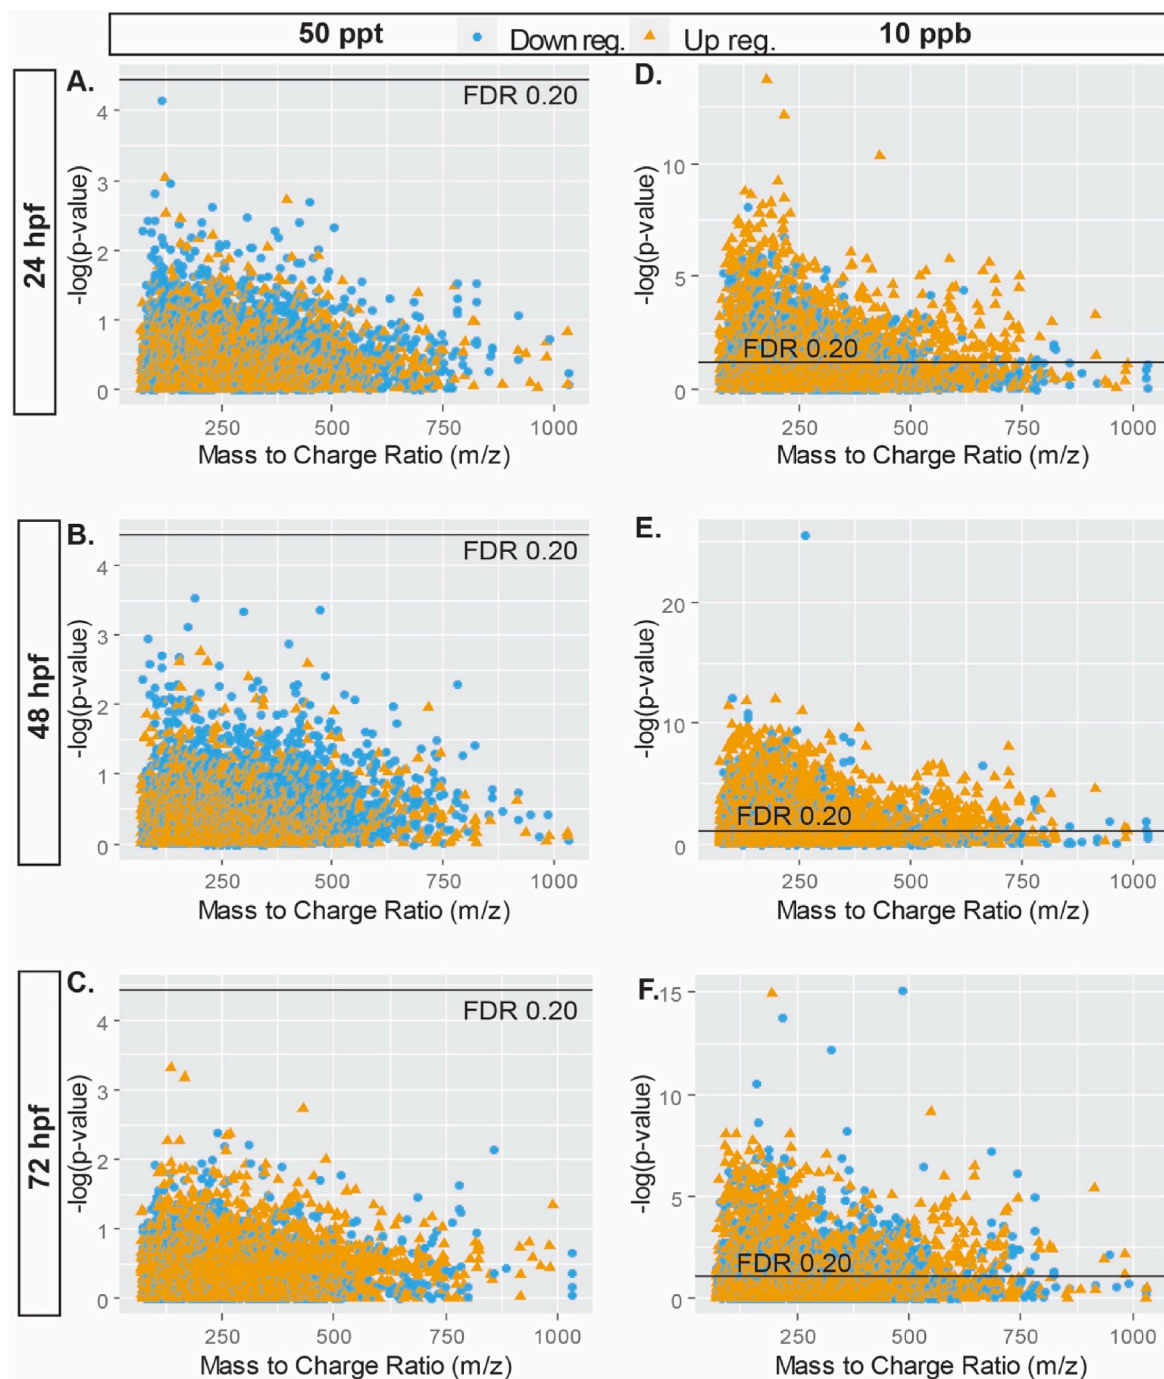 50 ppt Down reg. Up reg. 10 ppb
24 hpf
A.
FDR 0.20
4
3
2
1
0
-log(p-value)
250 500 750 1000
Mass to Charge Ratio (m/z)
D.
10
5
0
-log(p-value)
FDR 0.20
250 500 750 1000
Mass to Charge Ratio (m/z)
48 hpf
B.
FDR 0.20
4
3
2
1
0
-log(p-value)
250 500 750 1000
Mass to Charge Ratio (m/z)
E.
20
10
0
-log(p-value)
FDR 0.20
250 500 750 1000
Mass to Charge Ratio (m/z)
72 hpf
C.
FDR 0.20
4
3
2
1
0
-log(p-value)
250 500 750 1000
Mass to Charge Ratio (m/z)
F.
15
10
5
0
-log(p-value)
FDR 0.20
250 500 750 1000
Mass to Charge Ratio (m/z)